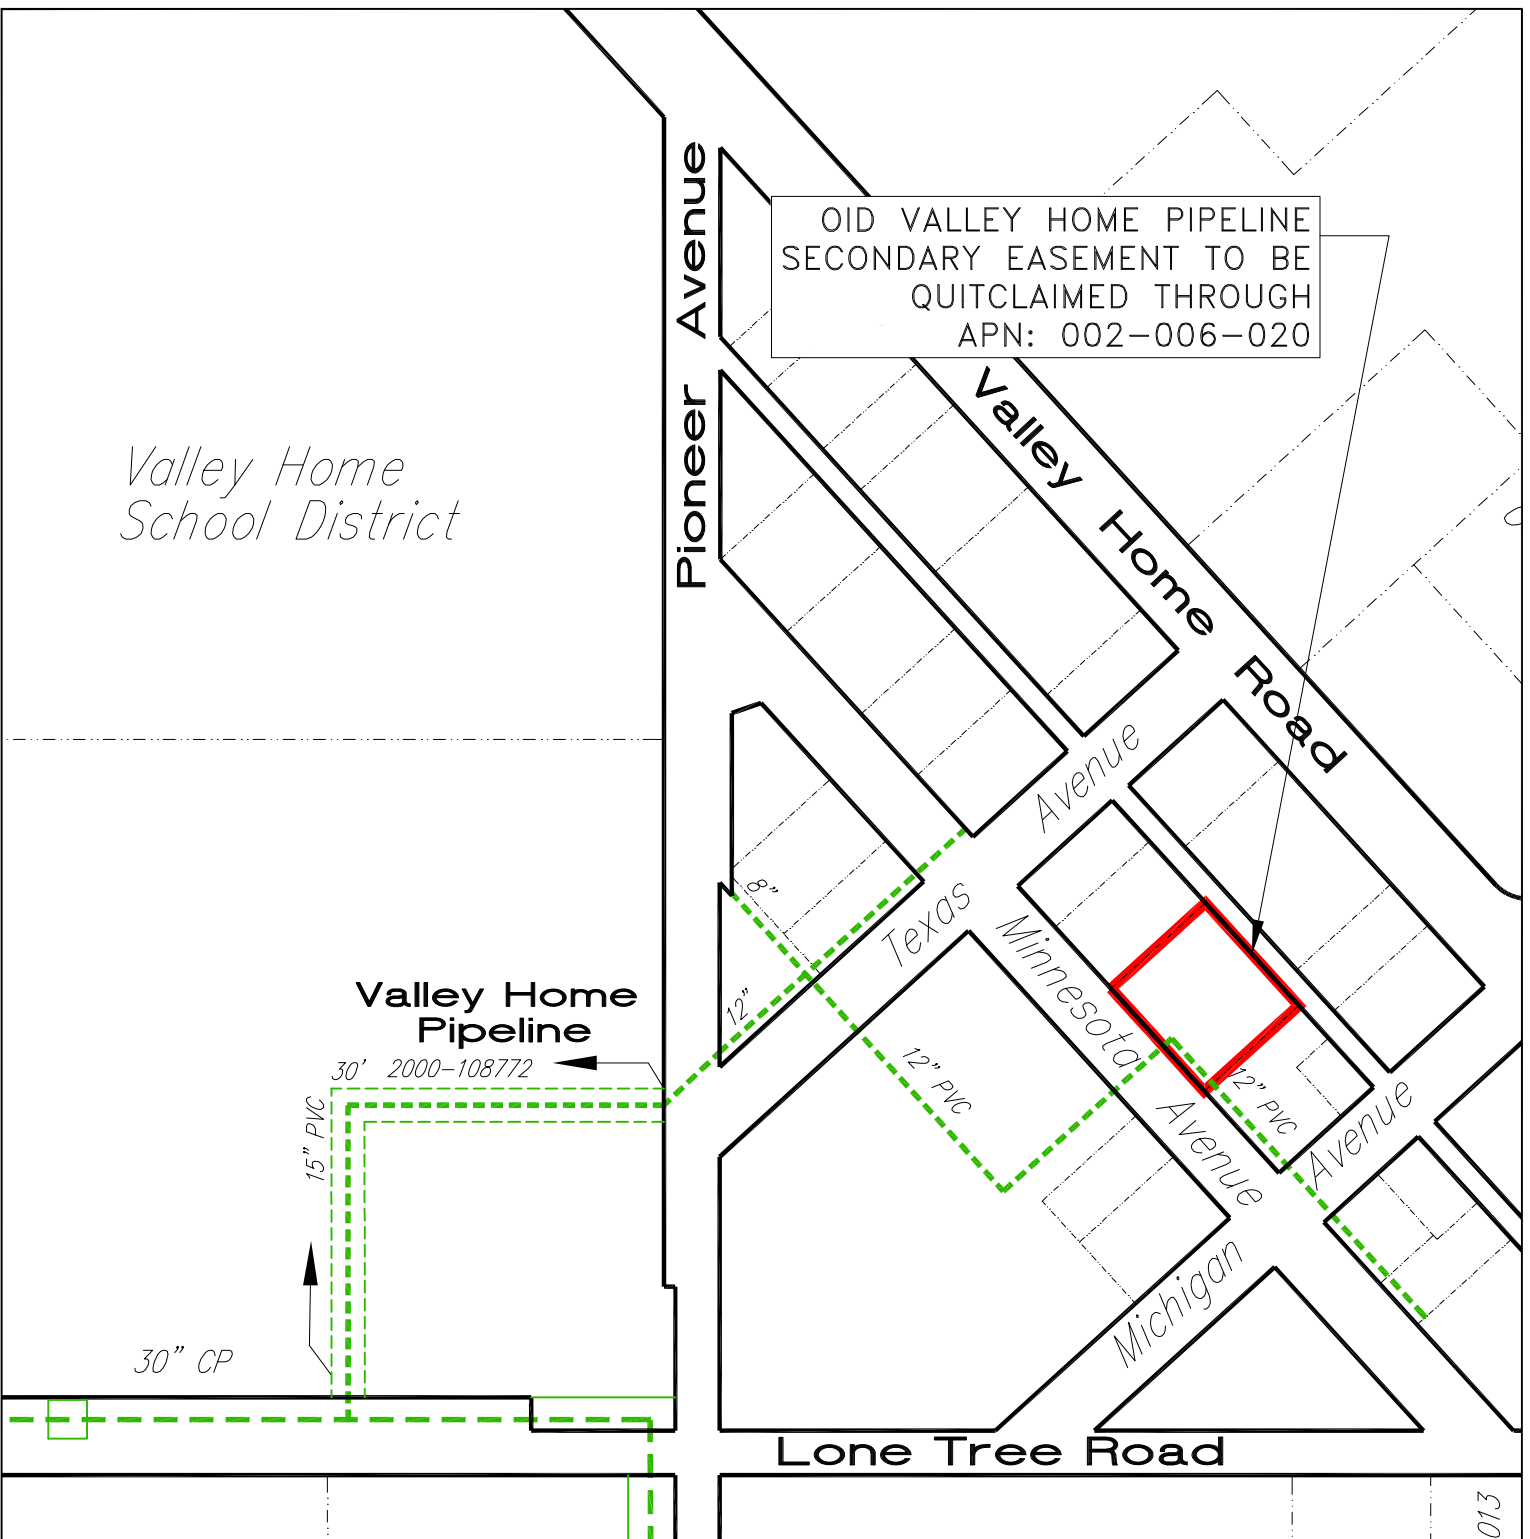 Pioneer Avenue
OID VALLEY HOME PIPELINE
SECONDARY EASEMENT TO BE
QUITCLAIMED THROUGH
APN: 002-006-020
Valley Home Road
Valley Home
School District
Texas Avenue
Minnesota Avenue
8"
12"
12" PVC
12" PVC
Valley Home
Pipeline
30' 2000-108772
15" PVC
30" CP
Michigan Avenue
Lone Tree Road
013